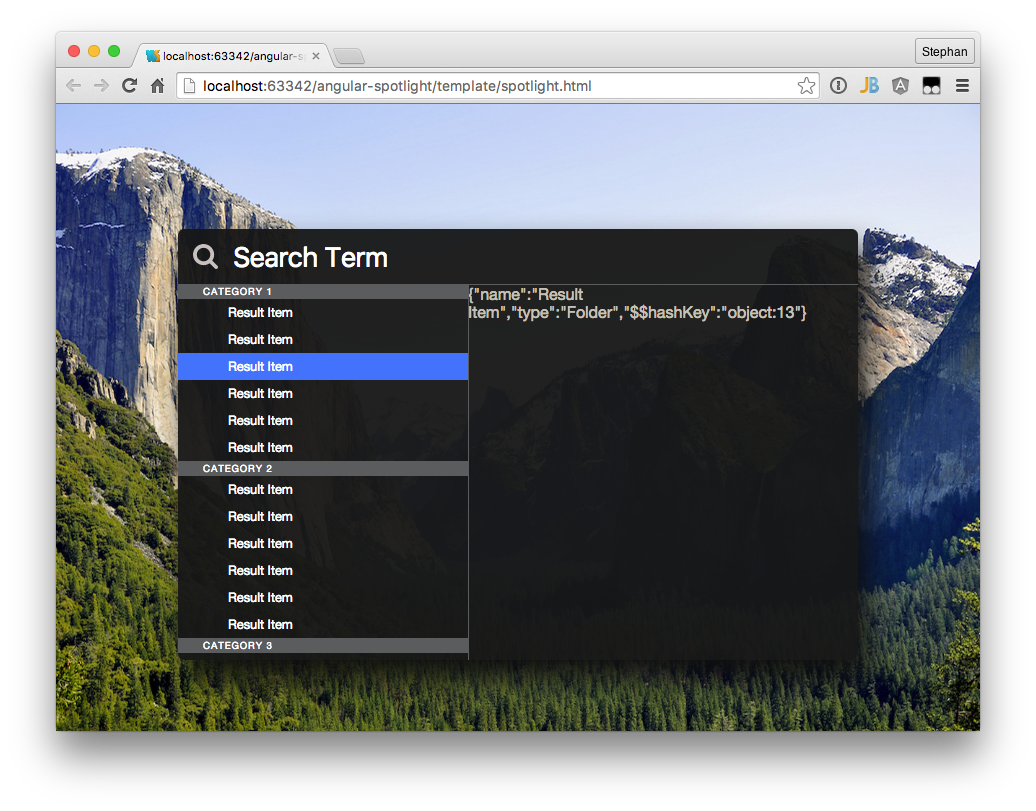 localhost:63342/angular-s
Stephan
localhost:63342/angular-spotlight/template/spotlight.html
JB
A
Search Term
CATEGORY 1
Result Item
Result Item
Result Item
Result Item
Result Item
Result Item
CATEGORY 2
Result Item
Result Item
Result Item
Result Item
Result Item
Result Item
CATEGORY 3
{"name":"Result
Item","type":"Folder","$$hashKey":"object:13"}